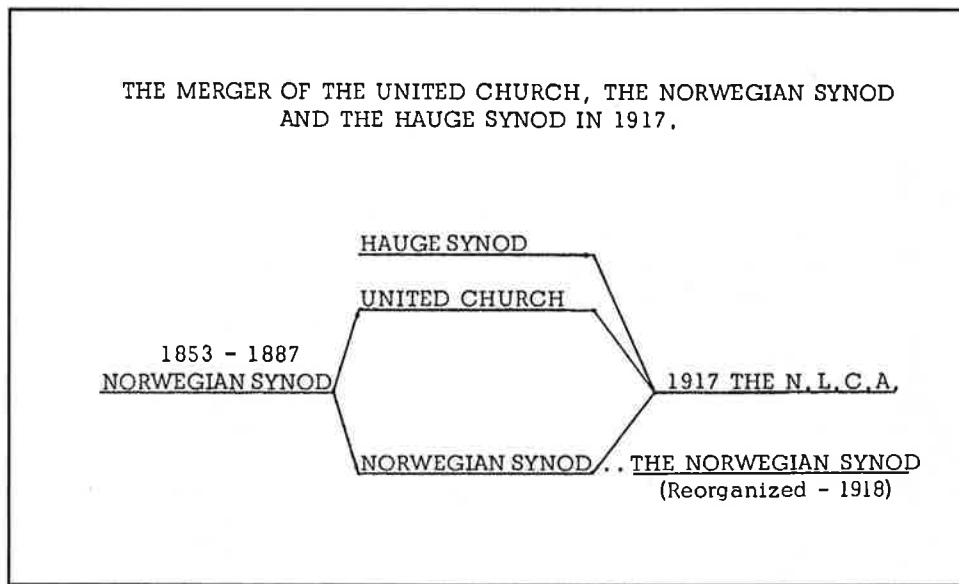 THE MERGER OF THE UNITED CHURCH, THE NORWEGIAN SYNOD
AND THE HAUGE SYNOD IN 1917.
HAUGE SYNOD
UNITED CHURCH
1853 - 1887
NORWEGIAN SYNOD
1917 THE N.L.C.A.
NORWEGIAN SYNOD . . THE NORWEGIAN SYNOD
(Reorganized - 1918)